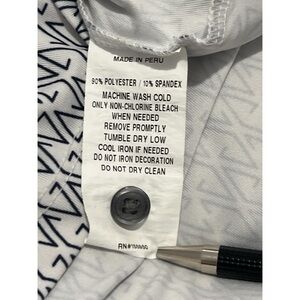 MADE IN PERU
90% POLYESTER / 10% SPANDEX
MACHINE WASH COLD
ONLY NON-CHLORINE BLEACH
WHEN NEEDED
REMOVE PROMPTLY
TUMBLE DRY LOW
COOL IRON IF NEEDED
DO NOT IRON DECORATION
DO NOT DRY CLEAN